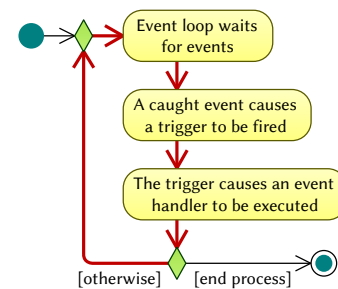 Event loop waits
for events
A caught event causes
a trigger to be fired
The trigger causes an event
handler to be executed
[otherwise]
[end process]